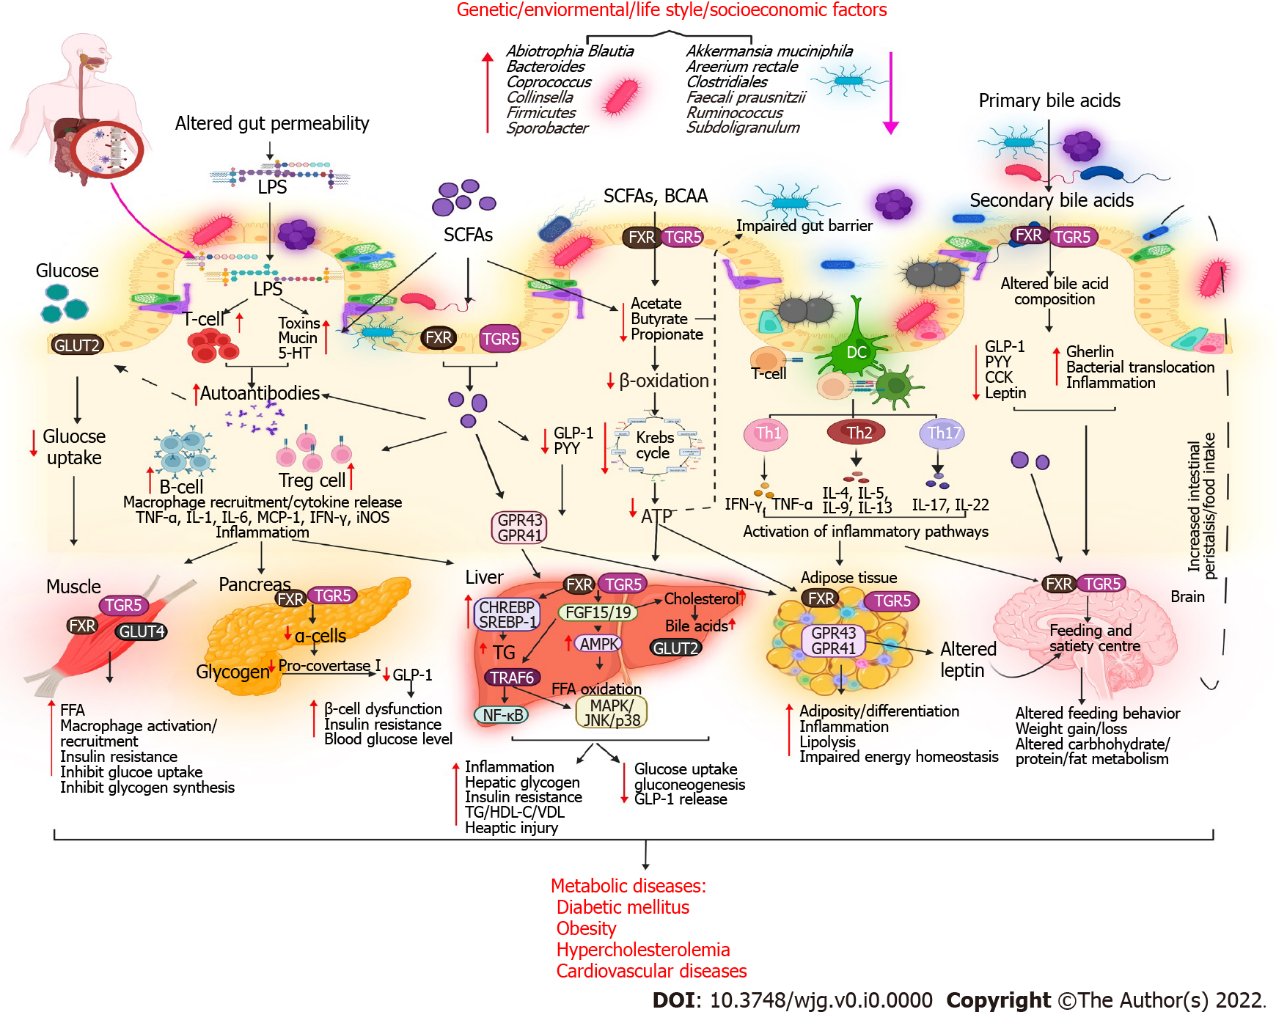 Genetic/enviormental/life style/socioeconomic factors
Abiotrophia Blautia
Bacteroides
Coprococcus
Collinsella
Firmicutes
Sporobacter
Akkermansia muciniphila
Areerium rectale
Clostridiales
Faecali prausnitzii
Ruminococcus
Subdoligranulum
Primary bile acids
Secondary bile acids
Altered gut permeability
LPS
LPS
SCFAs
SCFAs, BCAA
FXR
TGR5
Impaired gut barrier
FXR
TGR5
Altered bile acid
composition
Glucose
GLUT2
T-cell
Toxins
Mucin
5-HT
FXR
TGR5
Acetate
Butyrate
Propionate
DC
T-cell
GLP-1
PYY
CCK
Leptin
Gherlin
Bacterial translocation
Inflammation
Autoantibodies
β-oxidation
Gluocse
uptake
B-cell
Treg cell
GLP-1
PYY
Krebs
cycle
Th1
Th2
Th17
Macrophage recruitment/cytokine release
TNF-α, IL-1, IL-6, MCP-1, IFN-γ, iNOS
Inflammatiom
GPR43
GPR41
ATP
IFN-γ, TNF-α
IL-4, IL-5,
IL-9, IL-13
IL-17, IL-22
Activation of inflammatory pathways
Increased intestinal
peristalsis/food intake
Muscle
TGR5
FXR
GLUT4
Pancreas
FXR
TGR5
α-cells
Glycogen
Pro-covertase I
GLP-1
Liver
FXR
TGR5
CHREBP
SREBP-1
FGF15/19
Cholesterol
Bile acids
TG
AMPK
GLUT2
TRAF6
FFA oxidation
NF-κB
MAPK/
JNK/p38
Adipose tissue
FXR
TGR5
GPR43
GPR41
Altered
leptin
FXR
TGR5
Brain
Feeding and
satiety centre
FFA
Macrophage activation/
recruitment
Insulin resistance
Inhibit glucoe uptake
Inhibit glycogen synthesis
β-cell dysfunction
Insulin resistance
Blood glucose level
Inflammation
Hepatic glycogen
Insulin resistance
TG/HDL-C/VDL
Heaptic injury
Glucose uptake
gluconeogenesis
GLP-1 release
Adiposity/differentiation
Inflammation
Lipolysis
Impaired energy homeostasis
Altered feeding behavior
Weight gain/loss
Altered carbhohydrate/
protein/fat metabolism
Metabolic diseases:
Diabetic mellitus
Obesity
Hypercholesterolemia
Cardiovascular diseases
DOI: 10.3748/wjg.v0.i0.0000 Copyright ©The Author(s) 2022.